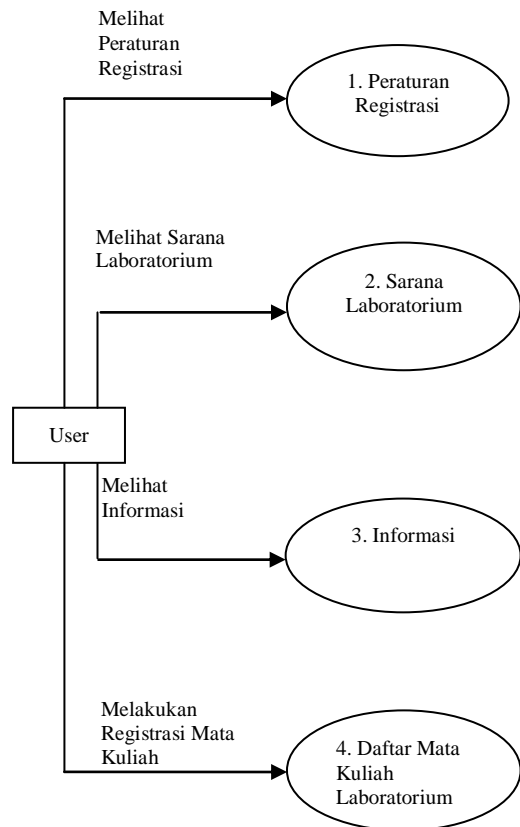 Melihat
Peraturan
Registrasi
1. Peraturan
Registrasi
Melihat Sarana
Laboratorium
2. Sarana
Laboratorium
User
Melihat
Informasi
3. Informasi
Melakukan
Registrasi Mata
Kuliah
4. Daftar Mata
Kuliah
Laboratorium